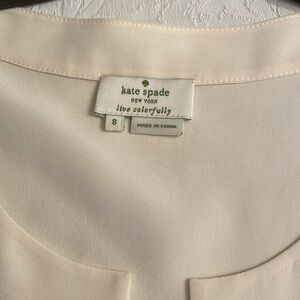 kate spade
NEW YORK
live colorfully
8
MADE IN CHINA